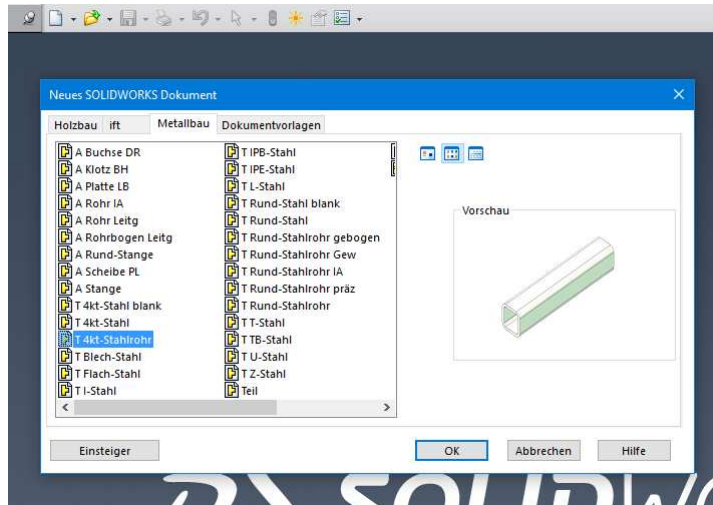 Neues SOLIDWORKS Dokument
Holzbau ift Metallbau Dokumentvorlagen
A Buchse DR
A Klotz BH
A Platte LB
A Rohr IA
A Rohr Leitg
A Rohrbogen Leitg
A Rund-Stange
A Scheibe PL
A Stange
T 4kt-Stahl blank
T 4kt-Stahl
T 4kt-Stahlrohr
T Blech-Stahl
T Flach-Stahl
T I-Stahl
T IPB-Stahl
T IPE-Stahl
T L-Stahl
T Rund-Stahl blank
T Rund-Stahl
T Rund-Stahlrohr gebogen
T Rund-Stahlrohr Gew
T Rund-Stahlrohr IA
T Rund-Stahlrohr präz
T Rund-Stahlrohr
T T-Stahl
T TB-Stahl
T U-Stahl
T Z-Stahl
Teil
Vorschau
Einsteiger OK Abbrechen Hilfe